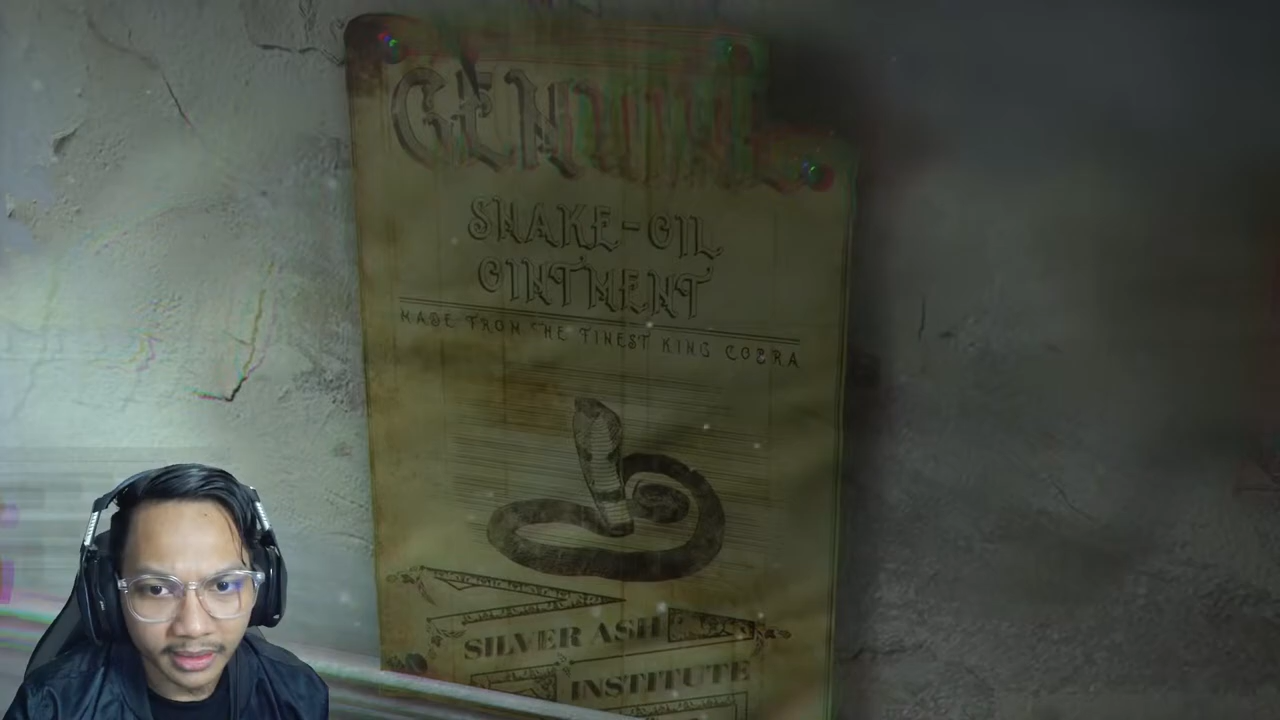 GENUINE
SNAKE-OIL
OINTMENT
MADE FROM THE FINEST KING COBRA
SILVER ASH
INSTITUTE